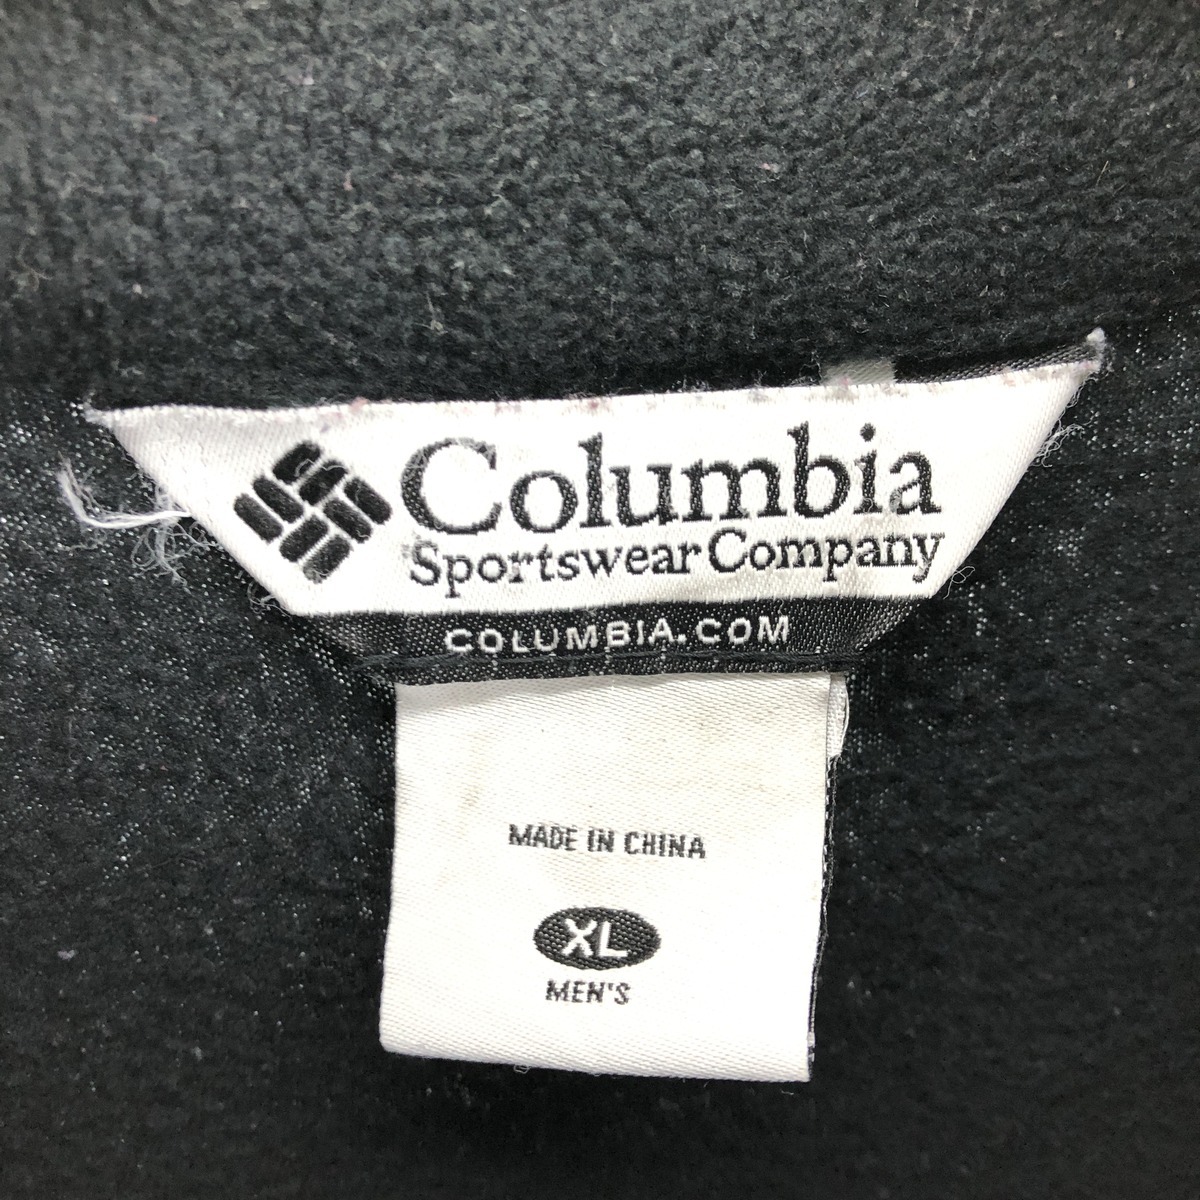 Columbia
Sportswear Company
COLUMBIA.COM
MADE IN CHINA
XL
MEN'S